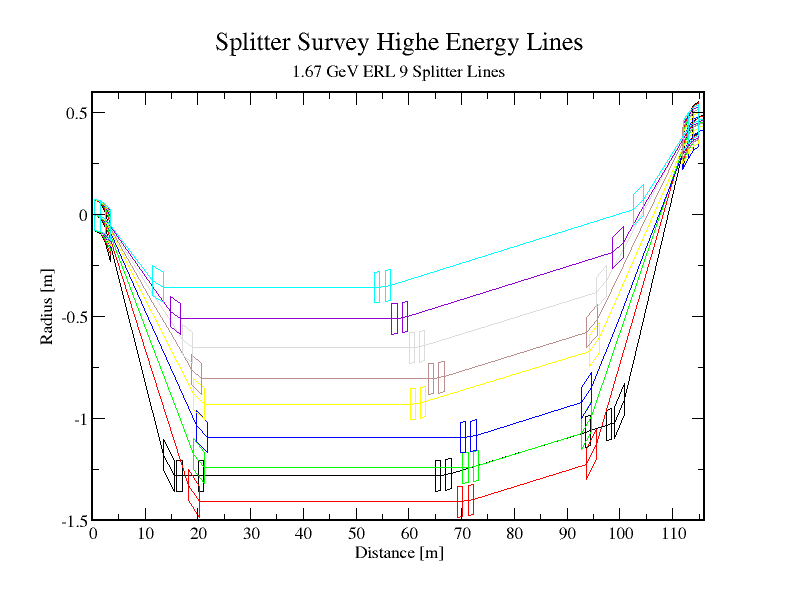 Splitter Survey Highe Energy Lines
1.67 GeV ERL 9 Splitter Lines
0.5
0
-0.5
-1
-1.5
Radius [m]
0 10 20 30 40 50 60 70 80 90 100 110
Distance [m]